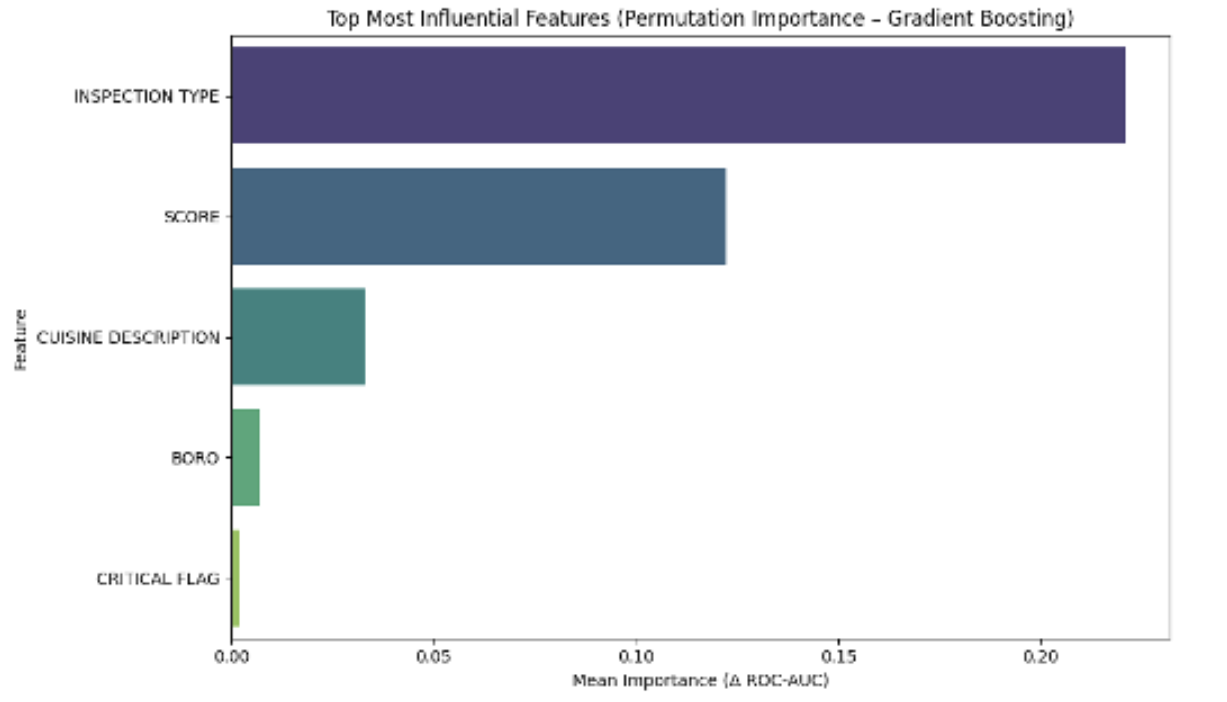 Top Most Influential Features (Permutation Importance – Gradient Boosting)
INSPECTION TYPE
SCORE
CUISINE DESCRIPTION
BORO
CRITICAL FLAG
Feature
0.00 0.05 0.10 0.15 0.20
Mean Importance (Δ ROC-AUC)